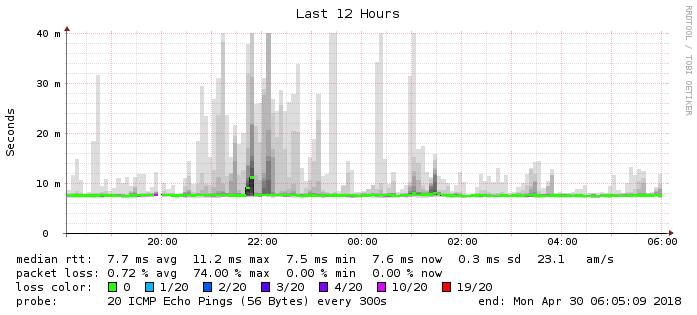 Last 12 Hours
RRDTOOL / TOBI OETIKER
Seconds
40 m
30 m
20 m
10 m
0
20:00 22:00 00:00 02:00 04:00 06:00
median rtt: 7.7 ms avg 11.2 ms max 7.5 ms min 7.6 ms now 0.3 ms sd 23.1 am/s
packet loss: 0.72 % avg 74.00 % max 0.00 % min 0.00 % now
loss color: 0 1/20 2/20 3/20 4/20 10/20 19/20
probe: 20 ICMP Echo Pings (56 Bytes) every 300s end: Mon Apr 30 06:05:09 2018